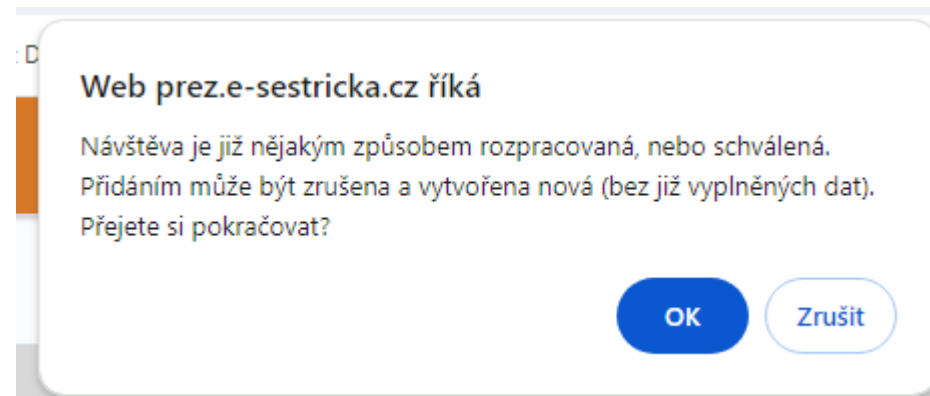 : D
Web prez.e-sestricka.cz říká
Návštěva je již nějakým způsobem rozpracovaná, nebo schválená.
Přidáním může být zrušena a vytvořena nová (bez již vyplněných dat).
Přejete si pokračovat?
OK
Zrušit